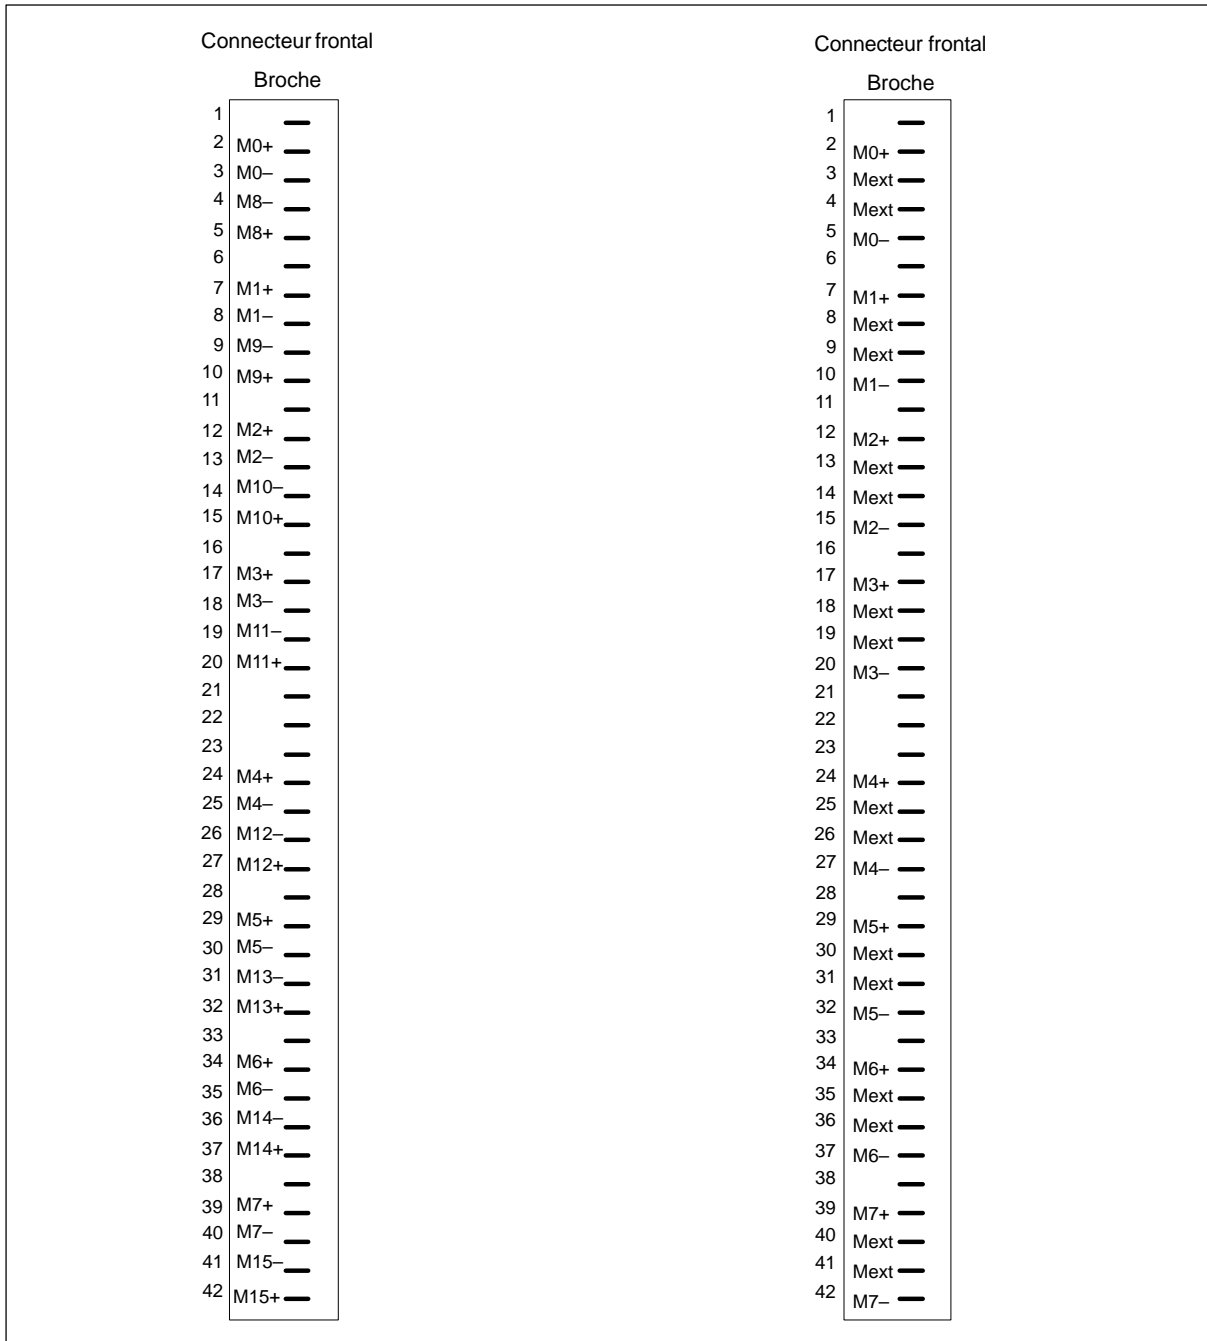 Connecteur frontal
Broche
1
2 M0+
3 M0–
4 M8–
5 M8+
6
7 M1+
8 M1–
9 M9–
10 M9+
11
12 M2+
13 M2–
14 M10–
15 M10+
16
17 M3+
18 M3–
19 M11–
20 M11+
21
22
23
24 M4+
25 M4–
26 M12–
27 M12+
28
29 M5+
30 M5–
31 M13–
32 M13+
33
34 M6+
35 M6–
36 M14–
37 M14+
38
39 M7+
40 M7–
41 M15–
42 M15+
Connecteur frontal
Broche
1
2 M0+
3 Mext
4 Mext
5 M0–
6
7 M1+
8 Mext
9 Mext
10 M1–
11
12 M2+
13 Mext
14 Mext
15 M2–
16
17 M3+
18 Mext
19 Mext
20 M3–
21
22
23
24 M4+
25 Mext
26 Mext
27 M4–
28
29 M5+
30 Mext
31 Mext
32 M5–
33
34 M6+
35 Mext
36 Mext
37 M6–
38
39 M7+
40 Mext
41 Mext
42 M7–